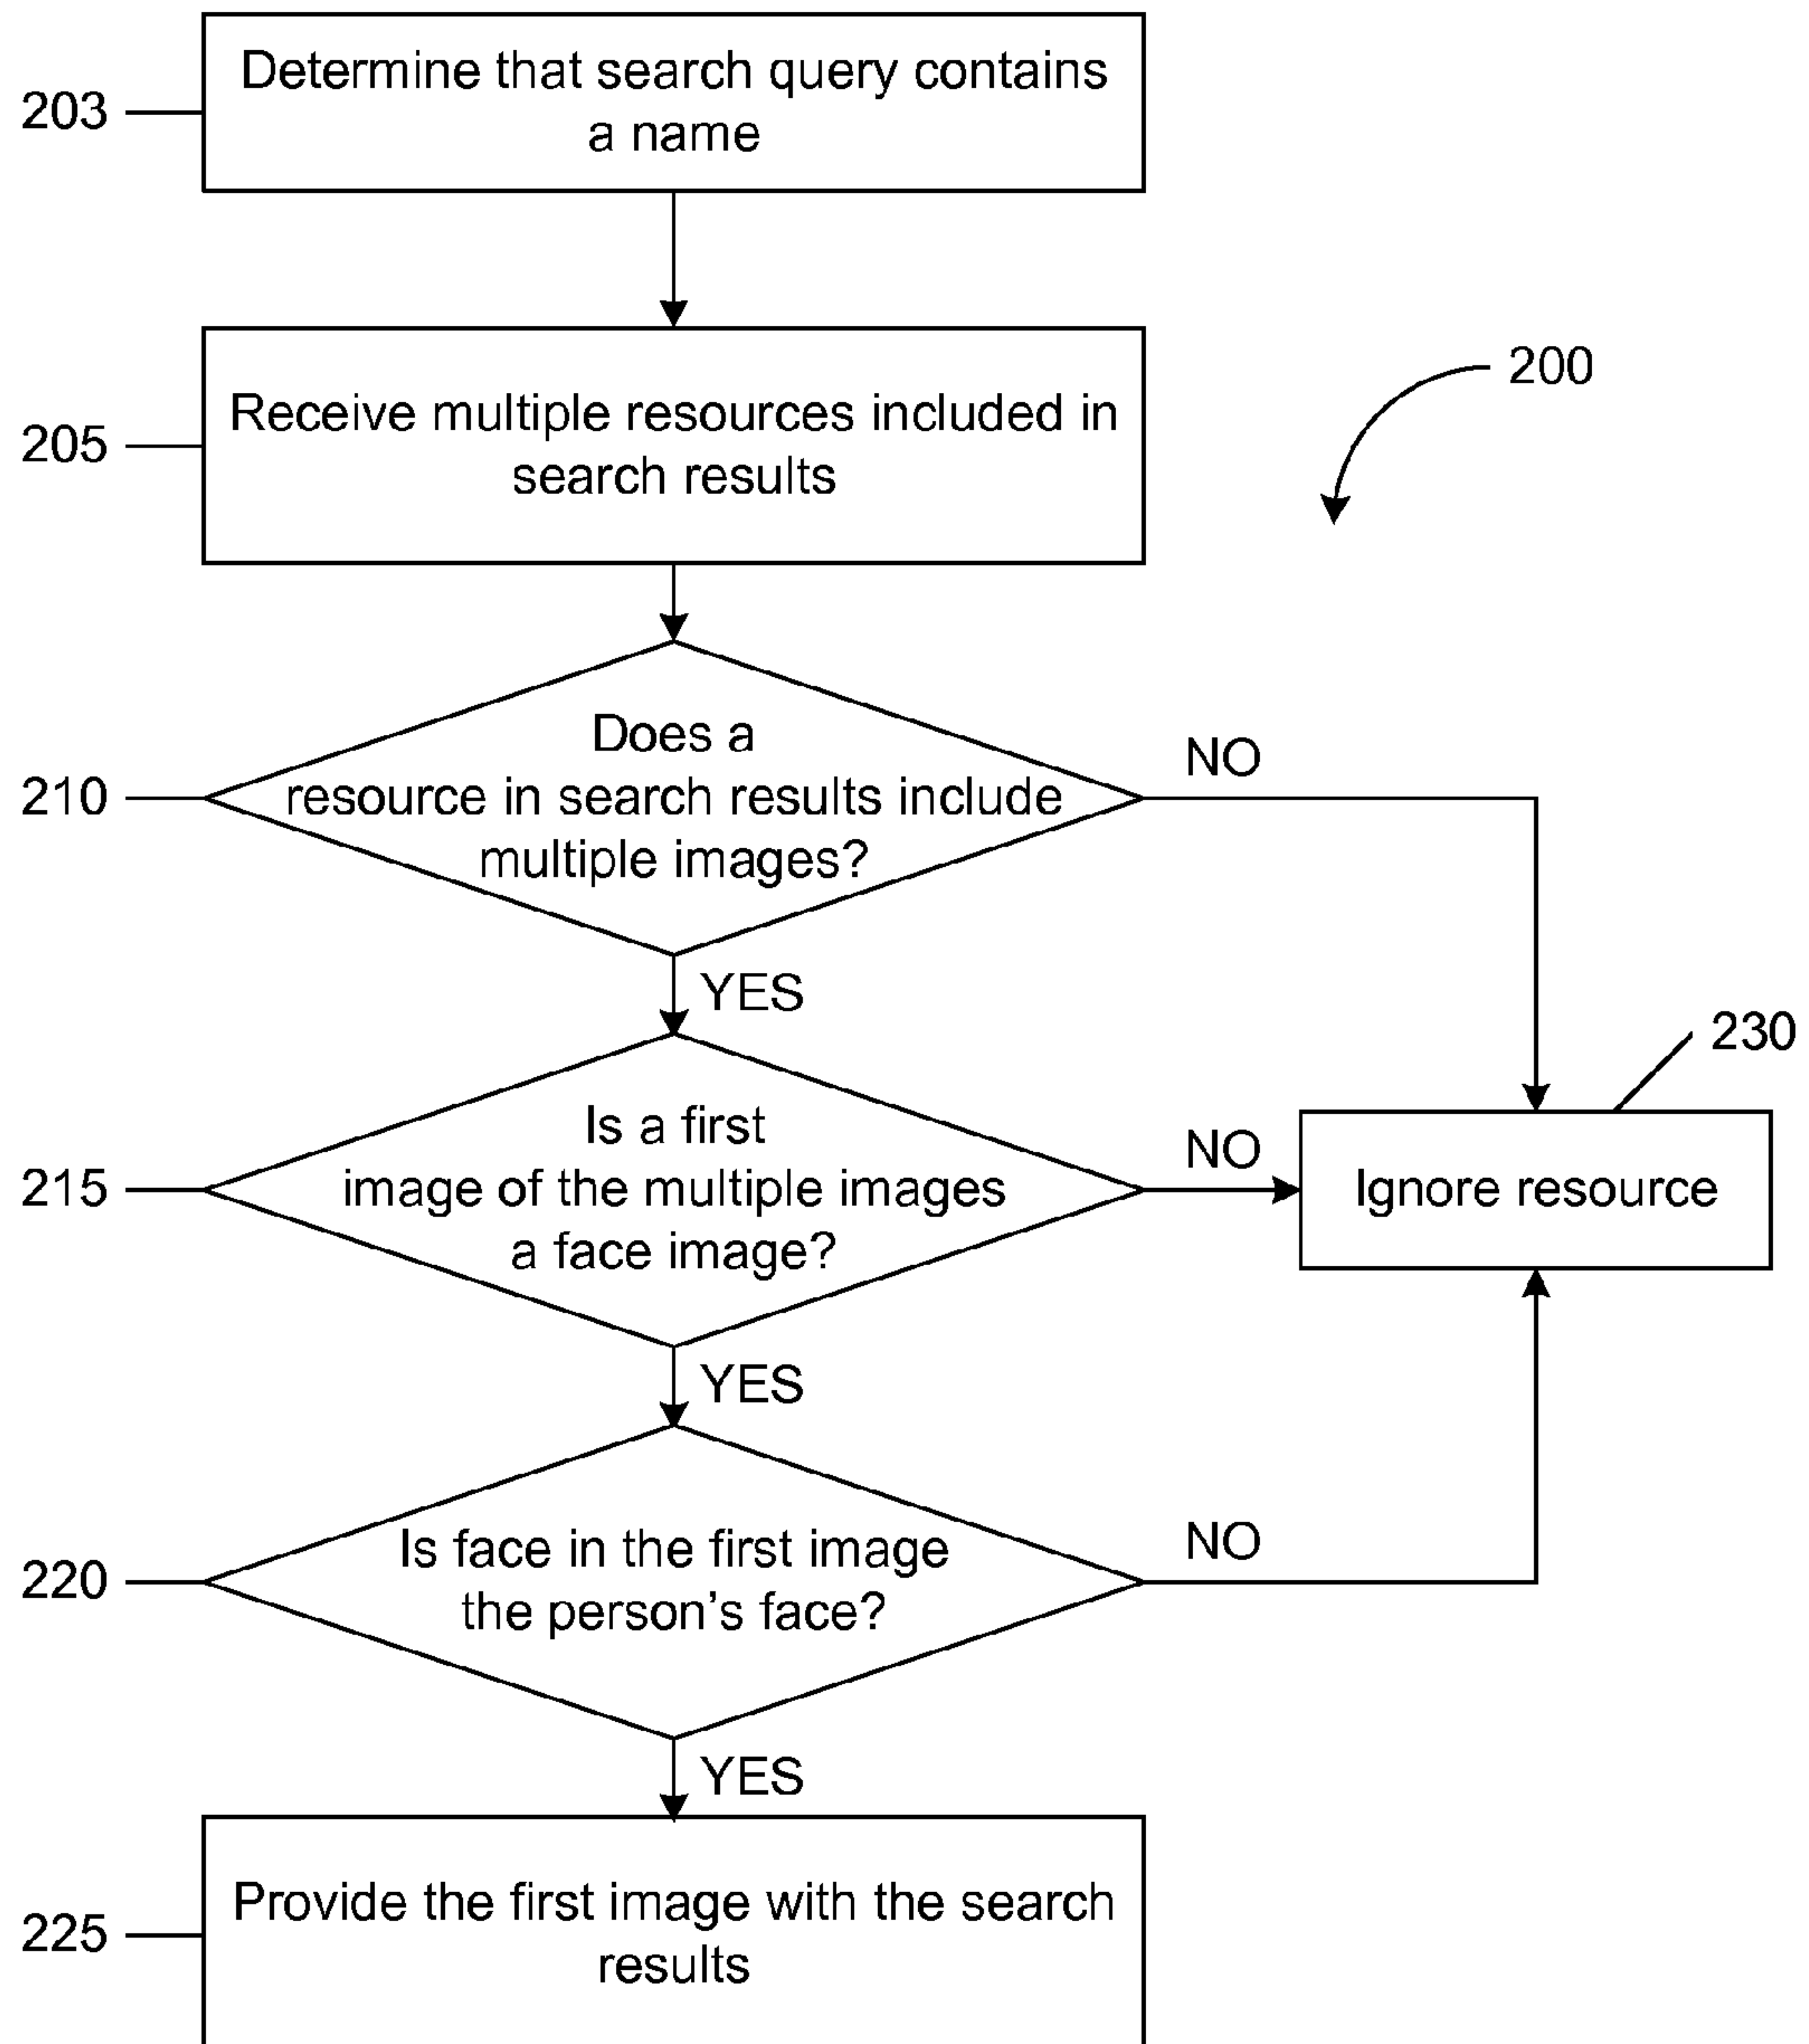 Determine that search query contains
a name
203
Receive multiple resources included in
search results
205
200
Does a
resource in search results include
multiple images?
210
NO
YES
230
Is a first
image of the multiple images
a face image?
215
NO
Ignore resource
YES
Is face in the first image
the person's face?
220
NO
YES
Provide the first image with the search
results
225